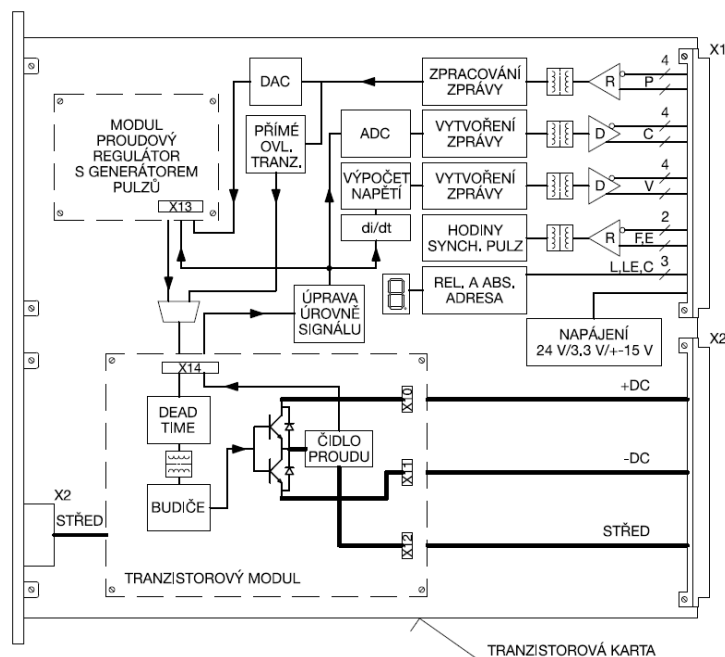 X1
DAC
ZPRACOVÁNÍ
ZPRÁVY
R
4
P
MODUL
PROUDOVÝ
REGULÁTOR
S GENERÁTOREM
PULZŮ
X13
PŘÍMÉ
OVL.
TRANZ.
ADC
VYTVOŘENÍ
ZPRÁVY
D
4
C
VÝPOČET
NAPĚTÍ
VYTVOŘENÍ
ZPRÁVY
D
4
V
di/dt
HODINY
SYNCH. PULZ
R
2
F,E
REL. A ABS.
ADRESA
L,LE,C
3
ÚPRAVA
ÚROVNĚ
SIGNÁLU
NAPÁJENÍ
24 V/3,3 V/+-15 V
X2
X14
DEAD
TIME
BUDIČE
ČIDLO
PROUDU
X10
+DC
X11
-DC
X12
STŘED
X2
STŘED
TRANZISTOROVÝ MODUL
TRANZISTOROVÁ KARTA